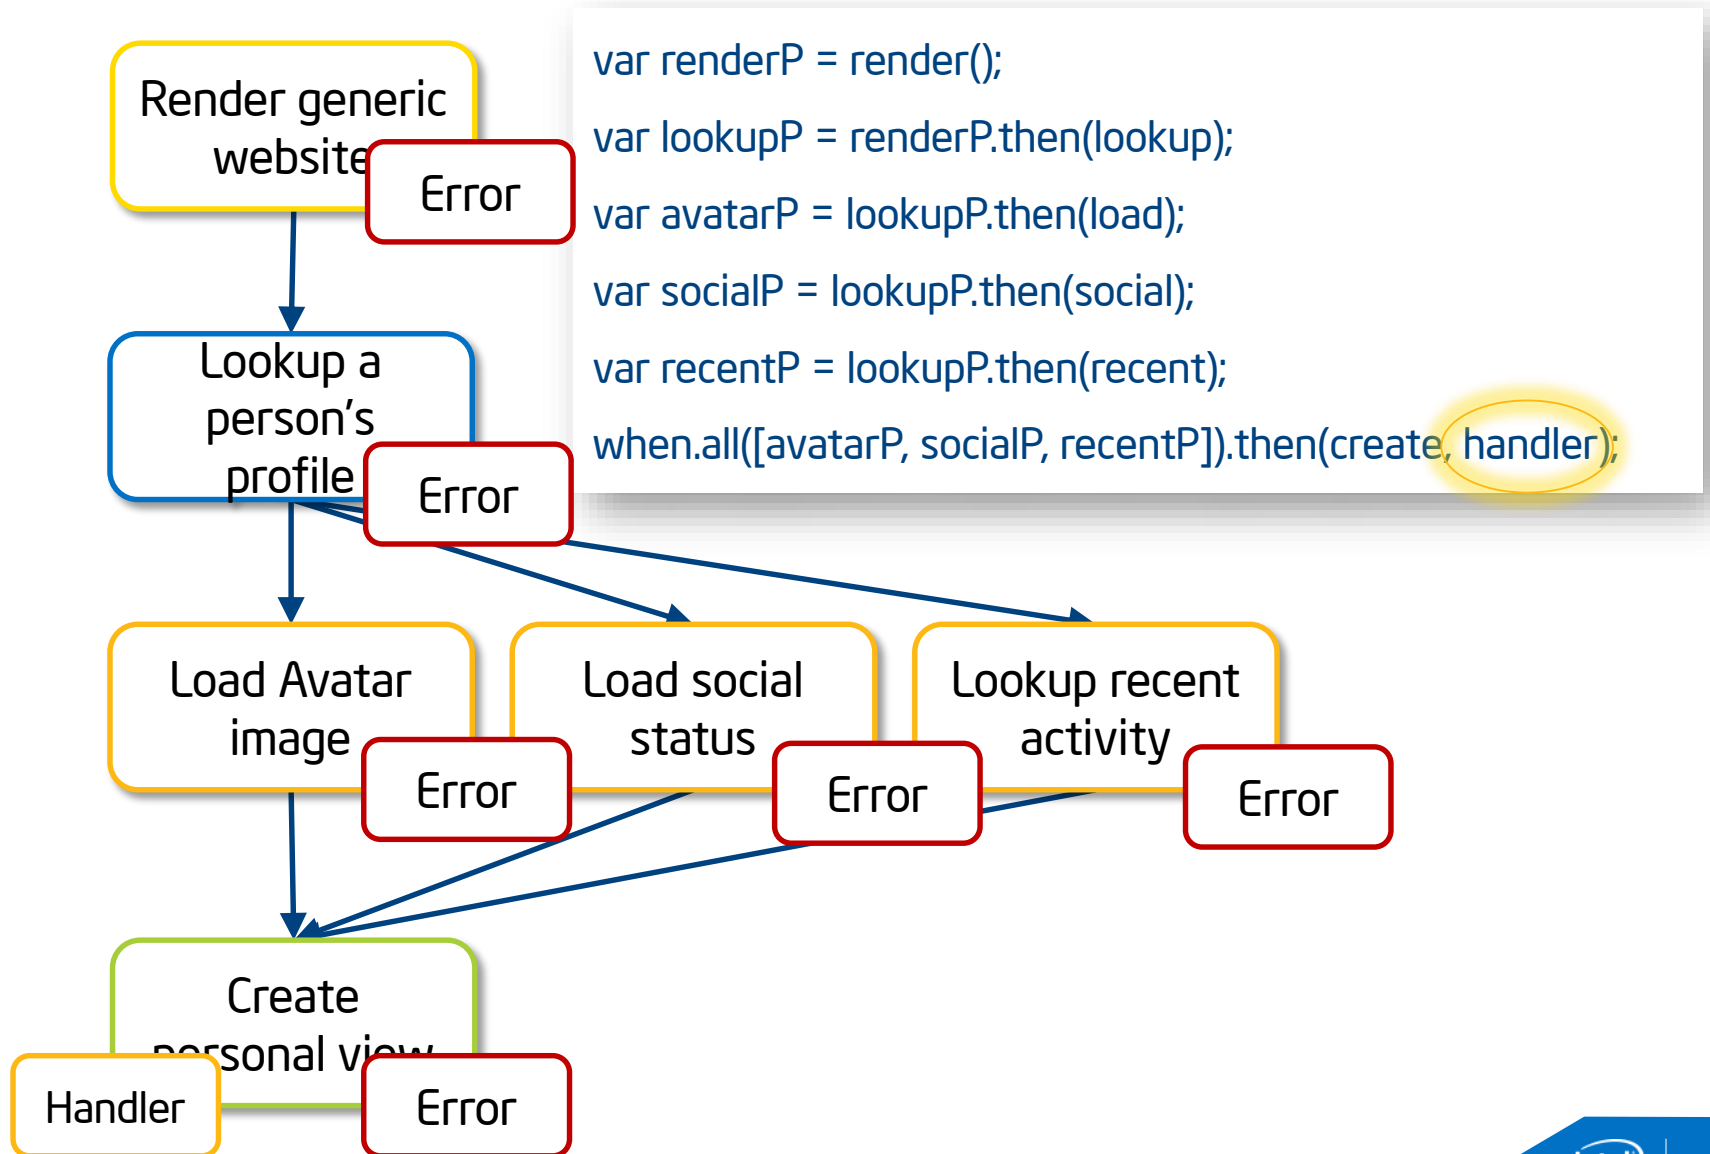 Render generic
website
Error
var renderP = render();
var lookupP = renderP.then(lookup);
var avatarP = lookupP.then(load);
var socialP = lookupP.then(social);
var recentP = lookupP.then(recent);
when.all([avatarP, socialP, recentP]).then(create, handler);
Lookup a
person's
profile
Error
Load Avatar
image
Error
Load social
status
Error
Lookup recent
activity
Error
Create
personal view
Handler
Error